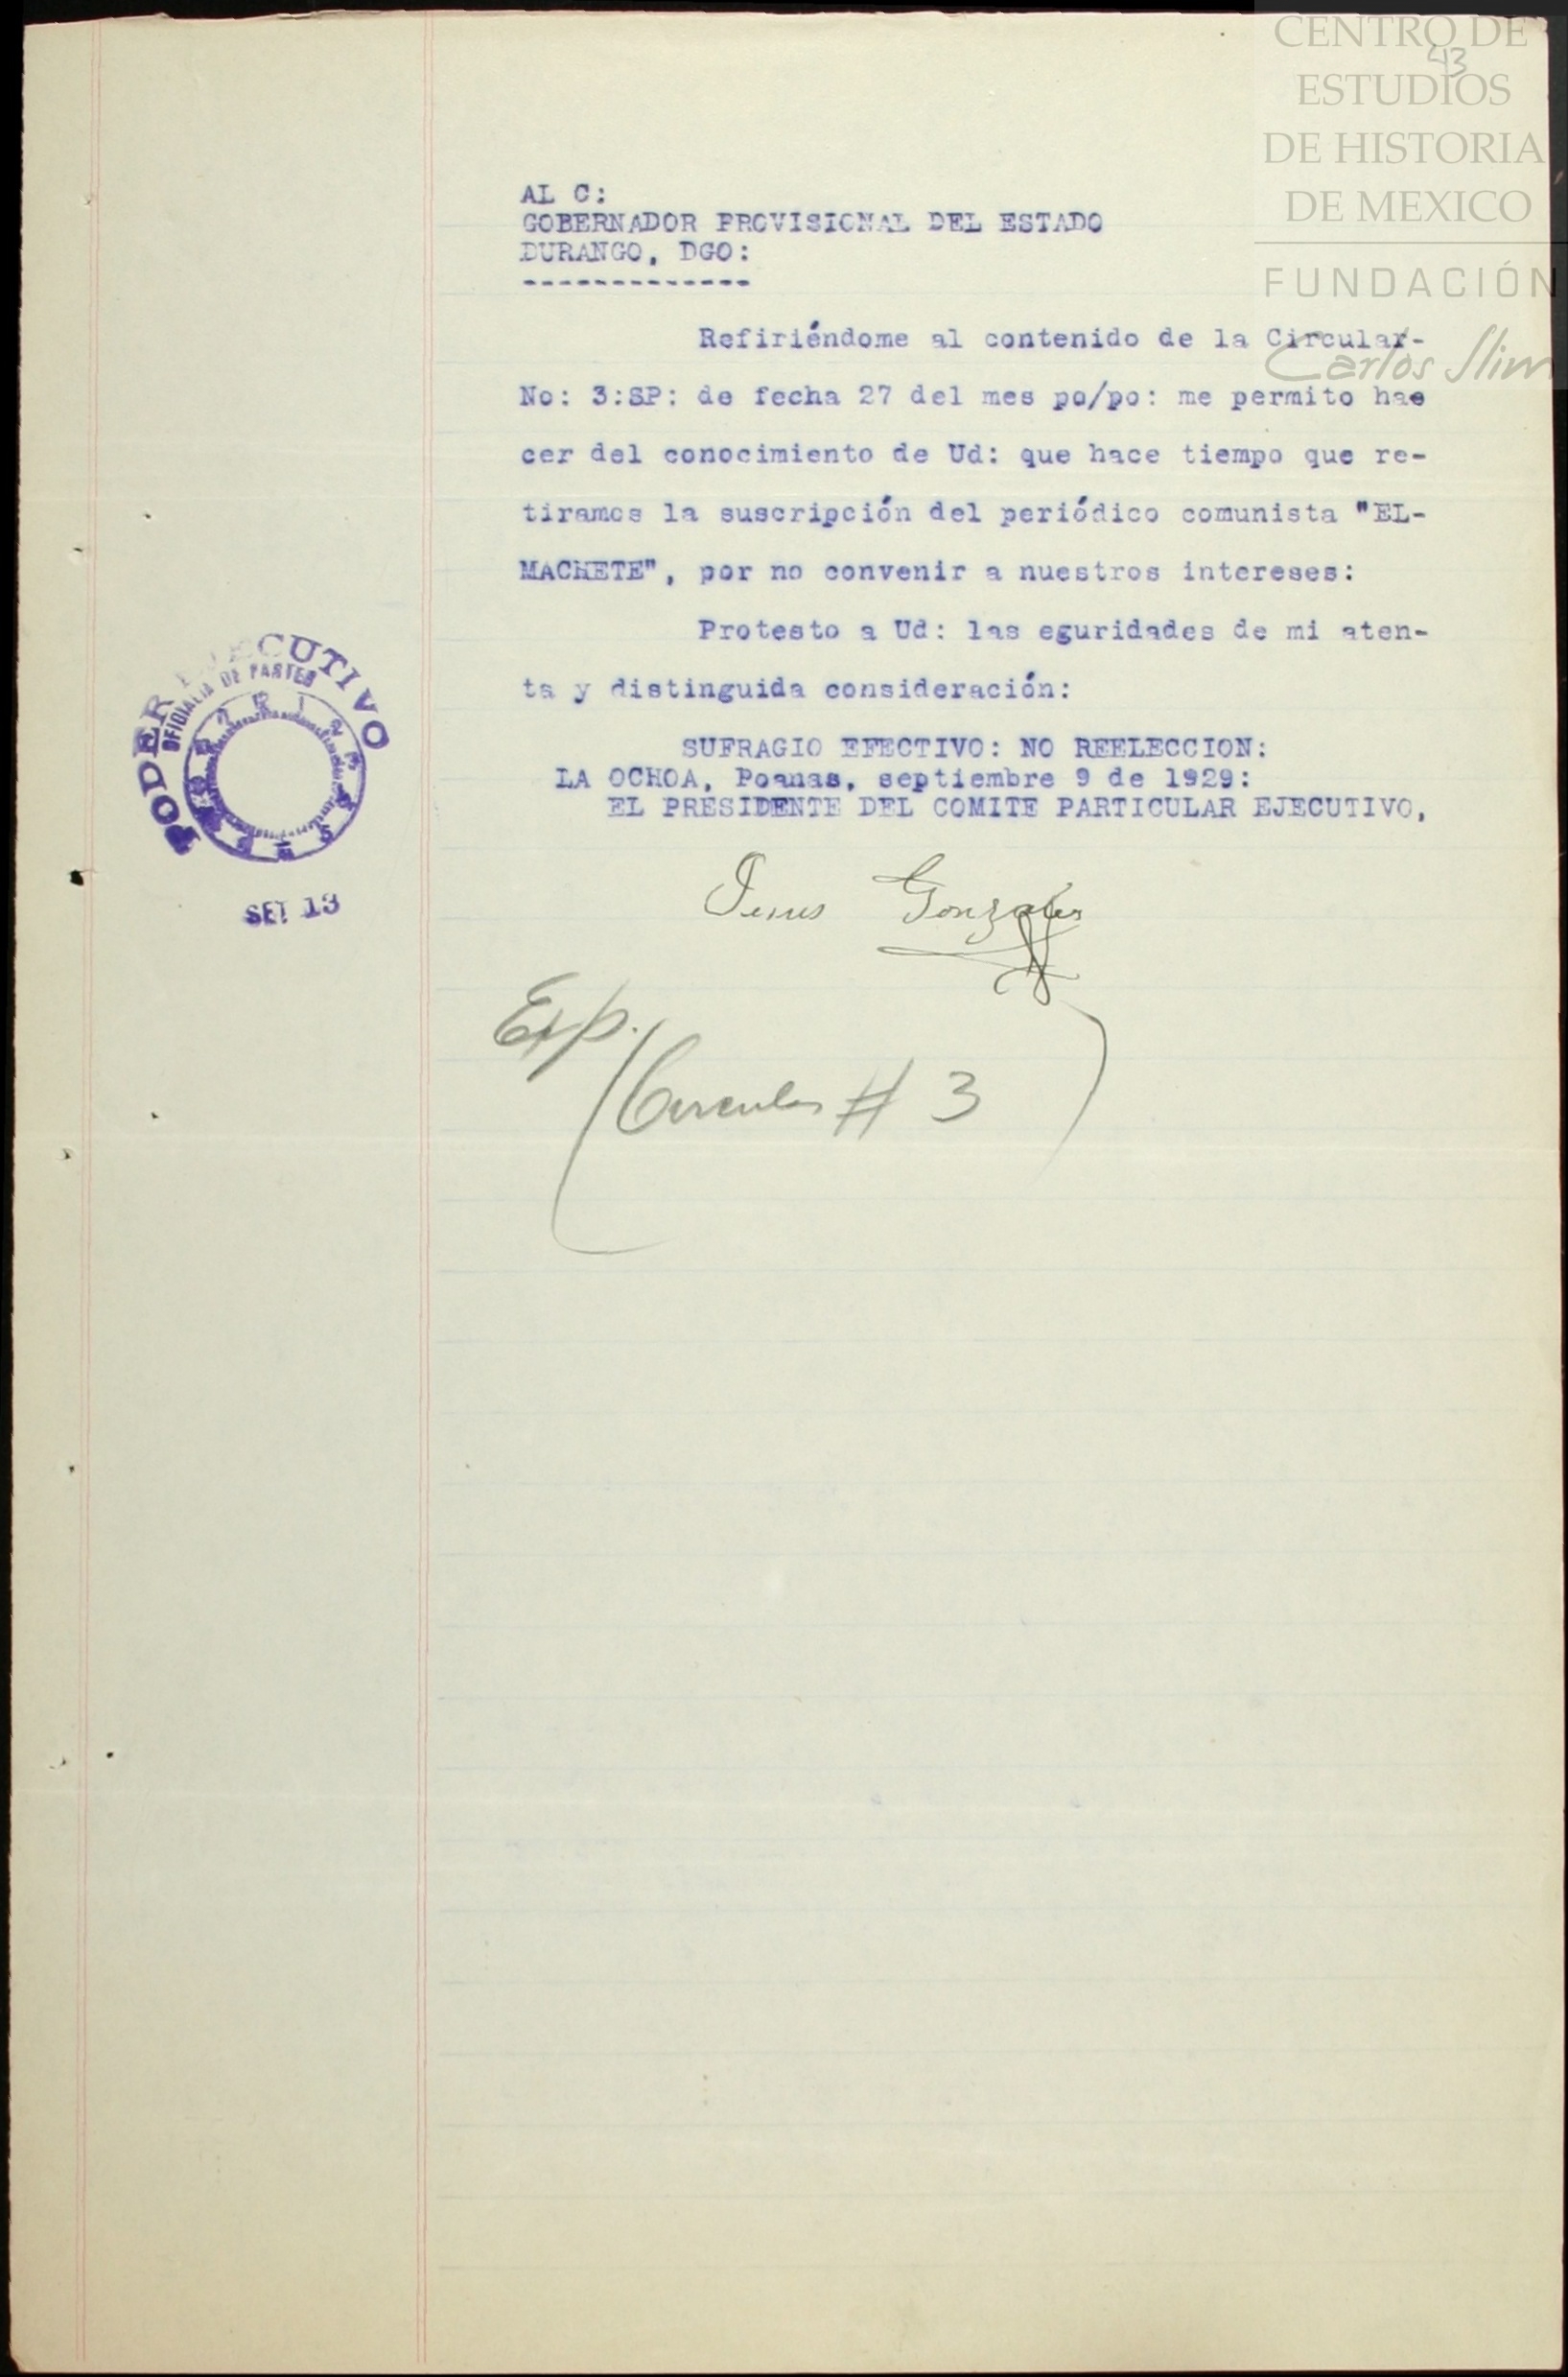 CENTRO DE
43
ESTUDIOS
DE HISTORIA
DE MEXICO
FUNDACIÓN
Carlos Slim
AL C:
GOBERNADOR PROVISIONAL DEL ESTADO
DURANGO, DGO:
-------------
Refiriéndome al contenido de la Circular-
No: 3:SP: de fecha 27 del mes po/po: me permito hae
cer del conocimiento de Ud: que hace tiempo que re-
tiramos la suscripción del periódico comunista "EL-
MACHETE", por no convenir a nuestros intereses:
Protesto a Ud: las eguridades de mi aten-
ta y distinguida consideración:
SUFRAGIO EFECTIVO: NO REELECCION:
LA OCHOA, Poanas, septiembre 9 de 1929:
EL PRESIDENTE DEL COMITE PARTICULAR EJECUTIVO,
PODER EJECUTIVO
OFICIALIA DE PARTES
SET 13
Jesus Gonzales
Exp.
(Circular # 3)